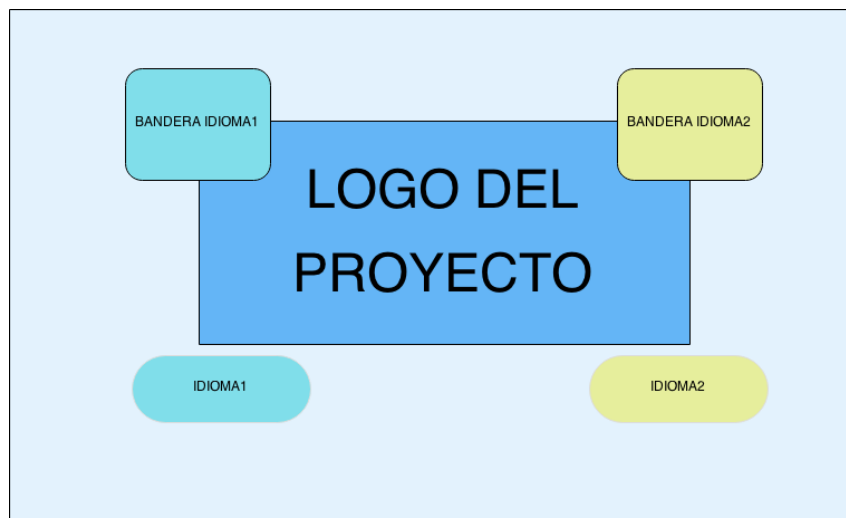 BANDERA IDIOMA1
BANDERA IDIOMA2
LOGO DEL
PROYECTO
IDIOMA1
IDIOMA2